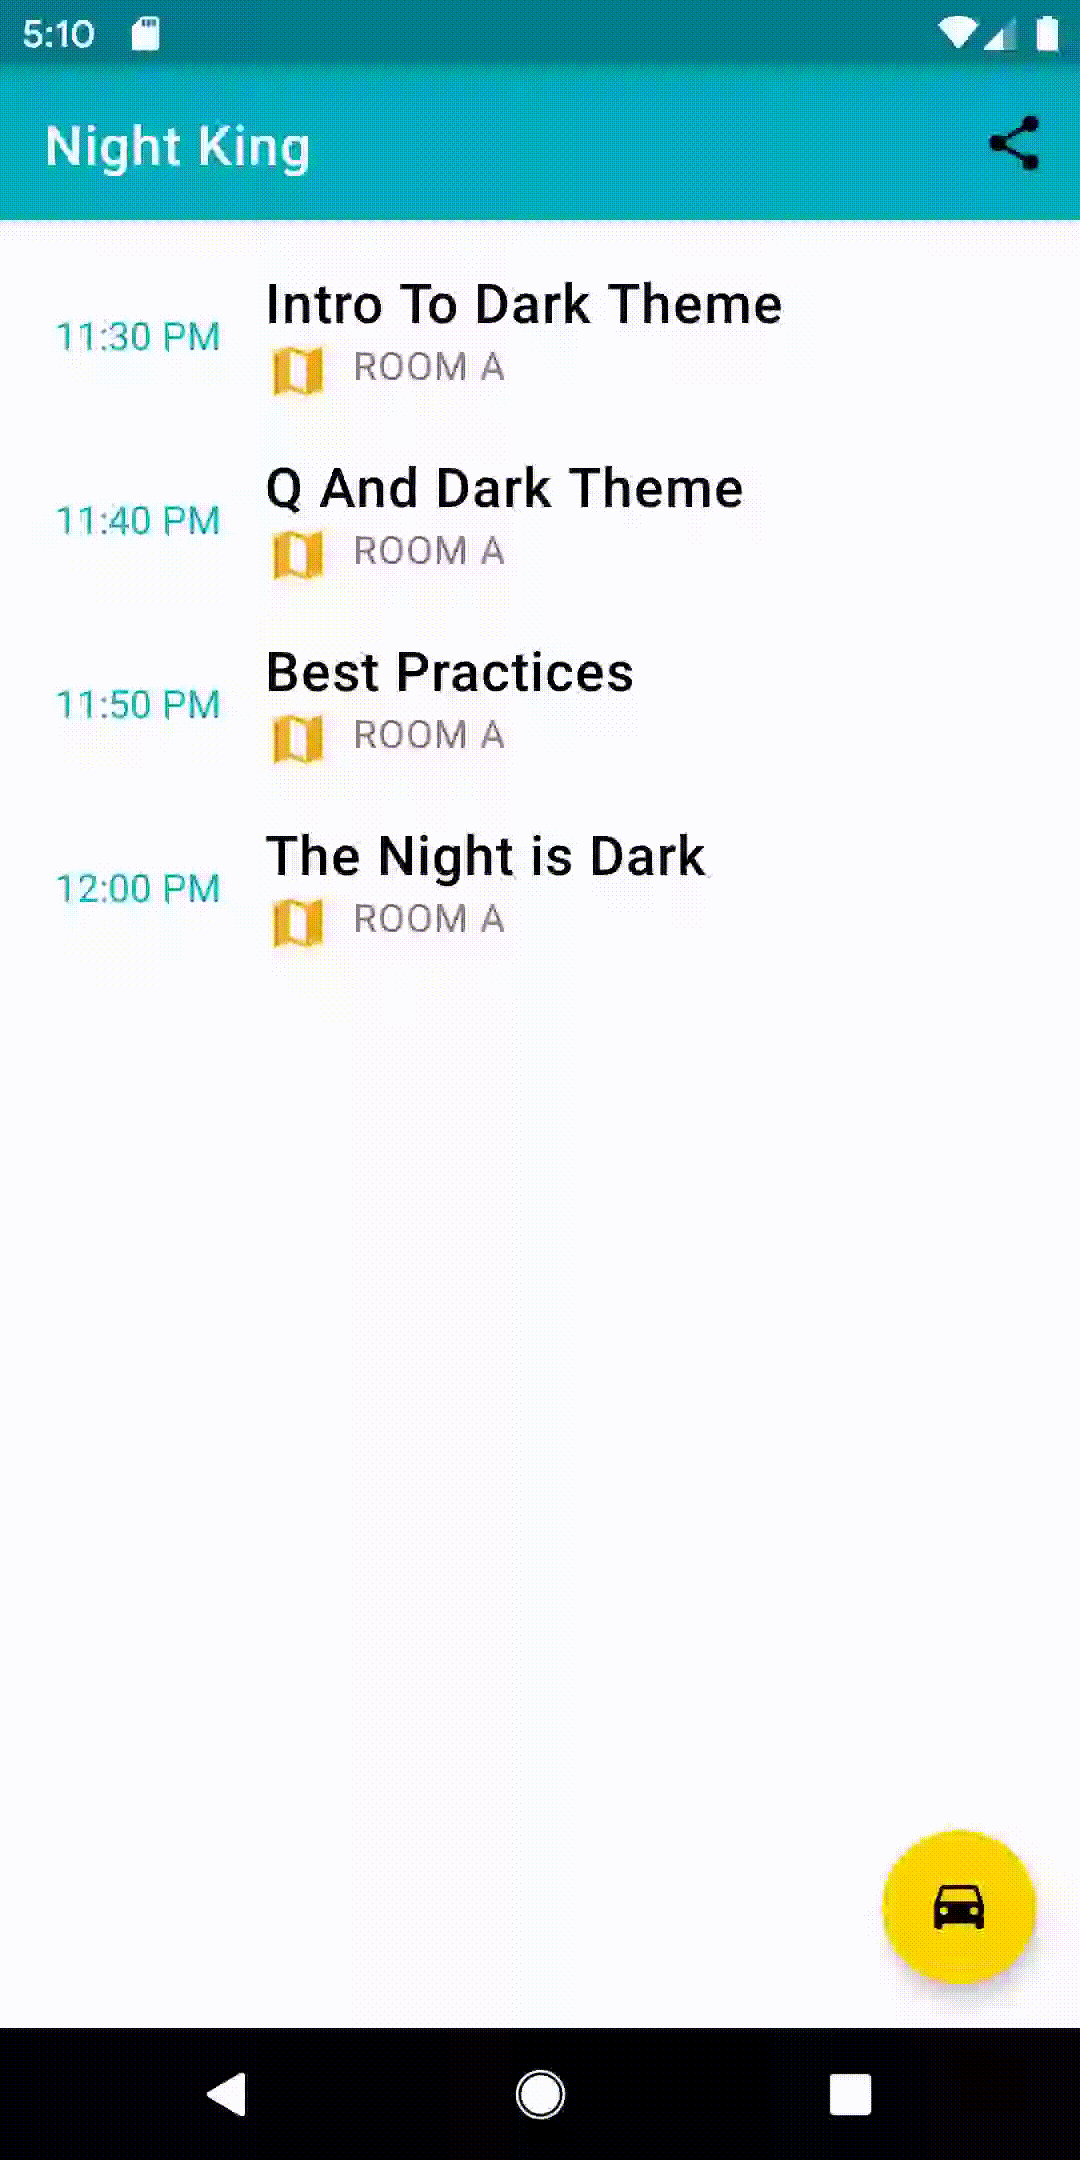 5:10
Night King
Intro To Dark Theme
11:30 PM
ROOM A
Q And Dark Theme
11:40 PM
ROOM A
Best Practices
11:50 PM
ROOM A
The Night is Dark
12:00 PM
ROOM A